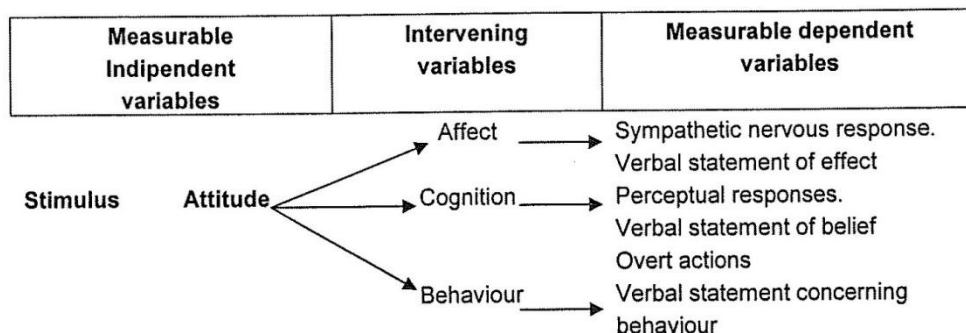 Measurable
Indipendent
variables
Intervening
variables
Measurable dependent
variables
Affect
Sympathetic nervous response.
Verbal statement of effect
Stimulus
Attitude
Cognition
Perceptual responses.
Verbal statement of belief
Overt actions
Behaviour
Verbal statement concerning
behaviour